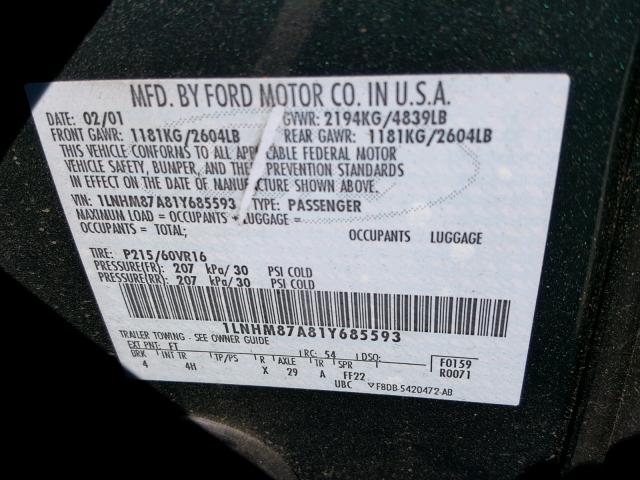 MFD. BY FORD MOTOR CO. IN U.S.A.
DATE: 02/01 GVWR: 2194KG/4839LB
FRONT GAWR: 1181KG/2604LB REAR GAWR: 1181KG/2604LB
THIS VEHICLE CONFORMS TO ALL APPLICABLE FEDERAL MOTOR
VEHICLE SAFETY, BUMPER, AND THEFT PREVENTION STANDARDS
IN EFFECT ON THE DATE OF MANUFACTURE SHOWN ABOVE.
VIN: 1LNHM87A81Y685593 TYPE: PASSENGER
MAXIMUM LOAD = OCCUPANTS + LUGGAGE =
OCCUPANTS = TOTAL; OCCUPANTS LUGGAGE
TIRE: P215/60VR16
PRESSURE(FR) 207 kPa/30 PSI COLD
PRESSURE(RR) 207 kPa/30 PSI COLD
1LNHM87A81Y685593
TRAILER TOWING - SEE OWNER GUIDE
EXT PNT: FT RC: 54 DSO:
BRK INT TR TP/PS R AXLE TR SPR F0159
4 4H X 29 A FF22 R0071
UBC F8DB-5420472-AB